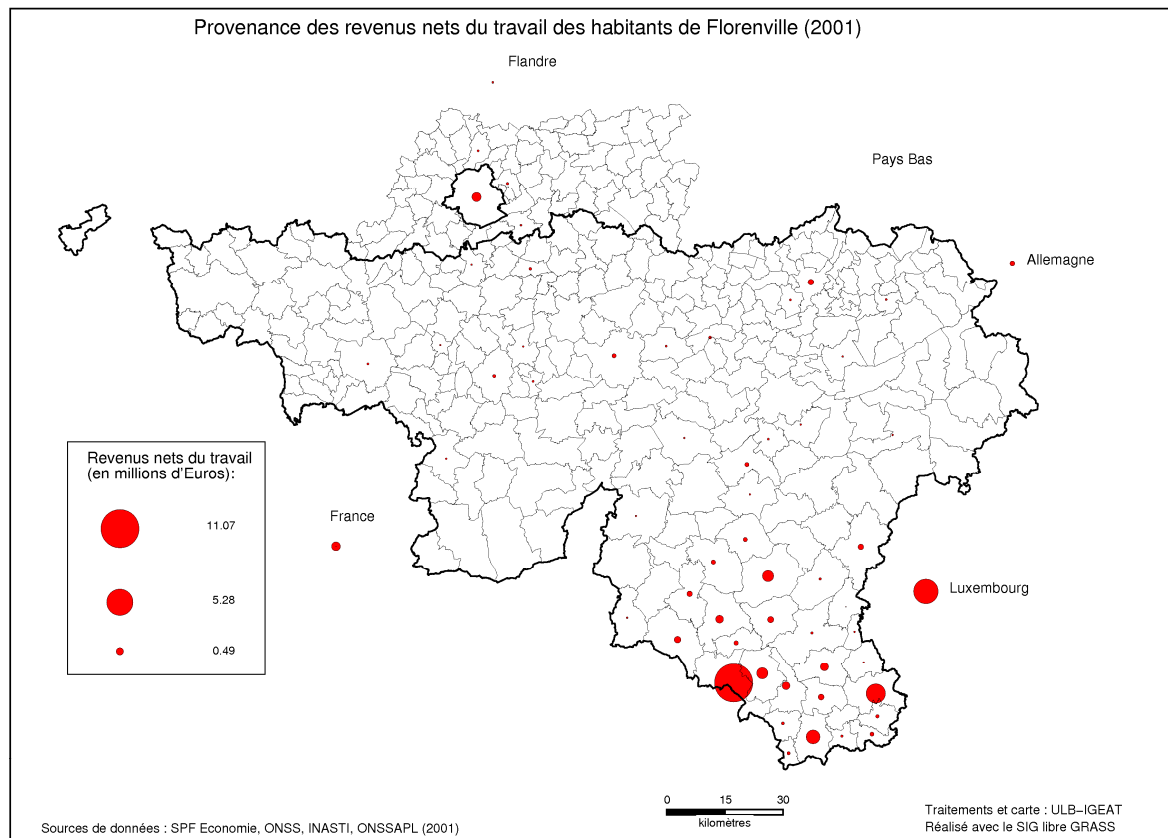 Provenance des revenus nets du travail des habitants de Florenville (2001)
Flandre
Pays Bas
Allemagne
Revenus nets du travail
(en millions d'Euros):
11.07
5.28
0.49
France
Luxembourg
0 15 30
kilomètres
Sources de données : SPF Economie, ONSS, INASTI, ONSSAPL (2001)
Traitements et carte : ULB–IGEAT
Réalisé avec le SIG libre GRASS